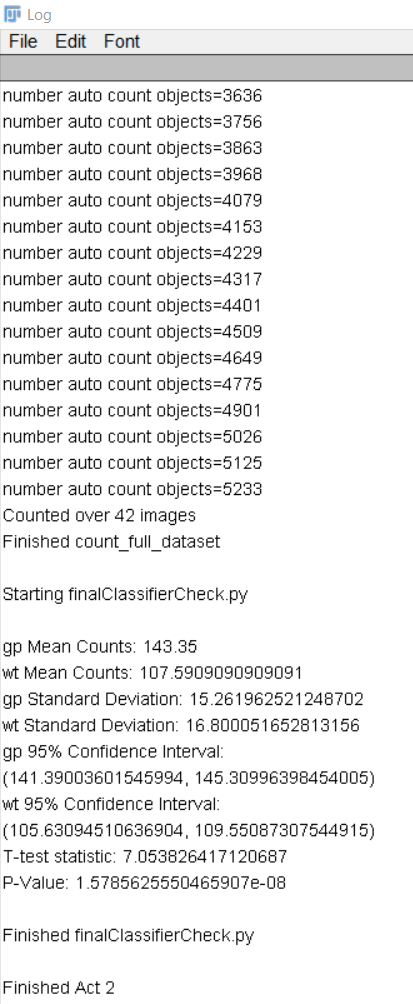 Log
File Edit Font
number auto count objects=3636
number auto count objects=3756
number auto count objects=3863
number auto count objects=3968
number auto count objects=4079
number auto count objects=4153
number auto count objects=4229
number auto count objects=4317
number auto count objects=4401
number auto count objects=4509
number auto count objects=4649
number auto count objects=4775
number auto count objects=4901
number auto count objects=5026
number auto count objects=5125
number auto count objects=5233
Counted over 42 images
Finished count_full_dataset
Starting finalClassifierCheck.py
gp Mean Counts: 143.35
wt Mean Counts: 107.5909090909091
gp Standard Deviation: 15.261962521248702
wt Standard Deviation: 16.800051652813156
gp 95% Confidence Interval:
(141.39003601545994, 145.30996398454005)
wt 95% Confidence Interval:
(105.63094510636904, 109.55087307544915)
T-test statistic: 7.053826417120687
P-Value: 1.5785625550465907e-08
Finished finalClassifierCheck.py
Finished Act 2